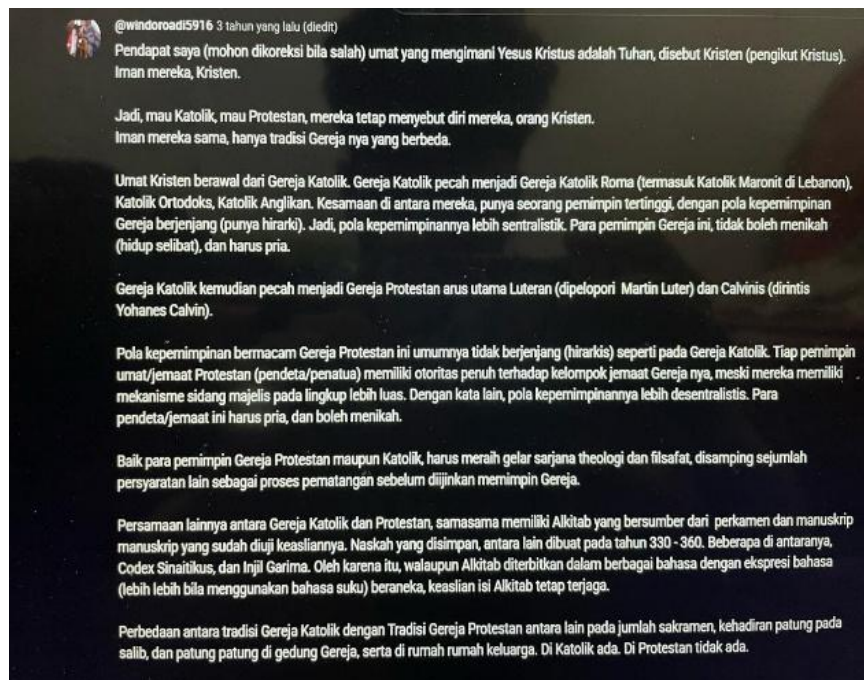 @windoroadi5916 3 tahun yang lalu (diedit)
Pendapat saya (mohon dikoreksi bila salah) umat yang mengimani Yesus Kristus adalah Tuhan, disebut Kristen (pengikut Kristus).
Iman mereka, Kristen.
Jadi, mau Katolik, mau Protestan, mereka tetap menyebut diri mereka, orang Kristen.
Iman mereka sama, hanya tradisi Gereja nya yang berbeda.
Umat Kristen berawal dari Gereja Katolik. Gereja Katolik pecah menjadi Gereja Katolik Roma (termasuk Katolik Maronit di Lebanon),
Katolik Ortodoks, Katolik Anglikan. Kesamaan di antara mereka, punya seorang pemimpin tertinggi, dengan pola kepemimpinan
Gereja berjenjang (punya hirarki). Jadi, pola kepemimpinannya lebih sentralistik. Para pemimpin Gereja ini, tidak boleh menikah
(hidup selibat), dan harus pria.
Gereja Katolik kemudian pecah menjadi Gereja Protestan arus utama Luteran (dipelopori Martin Luter) dan Calvinis (dirintis
Yohanes Calvin).
Pola kepemimpinan bermacam Gereja Protestan ini umumnya tidak berjenjang (hirarkis) seperti pada Gereja Katolik. Tiap pemimpin
umat/jemaat Protestan (pendeta/penatua) memiliki otoritas penuh terhadap kelompok jemaat Gereja nya, meski mereka memiliki
mekanisme sidang majelis pada lingkup lebih luas. Dengan kata lain, pola kepemimpinannya lebih desentralistis. Para
pendeta/jemaat ini harus pria, dan boleh menikah.
Baik para pemimpin Gereja Protestan maupun Katolik, harus meraih gelar sarjana theologi dan filsafat, disamping sejumlah
persyaratan lain sebagai proses pematangan sebelum diijinkan memimpin Gereja.
Persamaan lainnya antara Gereja Katolik dan Protestan, samasama memiliki Alkitab yang bersumber dari perkamen dan manuskrip
manuskrip yang sudah diuji keasliannya. Naskah yang disimpan, antara lain dibuat pada tahun 330 - 360. Beberapa di antaranya,
Codex Sinaitikus, dan Injil Garima. Oleh karena itu, walaupun Alkitab diterbitkan dalam berbagai bahasa dengan ekspresi bahasa
(lebih lebih bila menggunakan bahasa suku) beraneka, keaslian isi Alkitab tetap terjaga.
Perbedaan antara tradisi Gereja Katolik dengan Tradisi Gereja Protestan antara lain pada jumlah sakramen, kehadiran patung pada
salib, dan patung patung di gedung Gereja, serta di rumah rumah keluarga. Di Katolik ada. Di Protestan tidak ada.